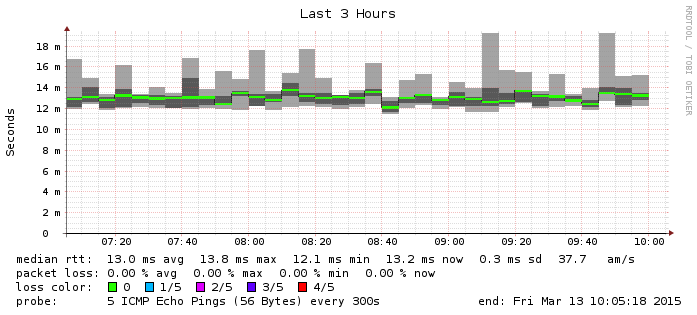 Last 3 Hours
RRDTOOL / TOBI OETIKER
Seconds
18 m
16 m
14 m
12 m
10 m
8 m
6 m
4 m
2 m
0
07:20 07:40 08:00 08:20 08:40 09:00 09:20 09:40 10:00
median rtt: 13.0 ms avg 13.8 ms max 12.1 ms min 13.2 ms now 0.3 ms sd 37.7 am/s
packet loss: 0.00 % avg 0.00 % max 0.00 % min 0.00 % now
loss color: 0 1/5 2/5 3/5 4/5
probe: 5 ICMP Echo Pings (56 Bytes) every 300s end: Fri Mar 13 10:05:18 2015